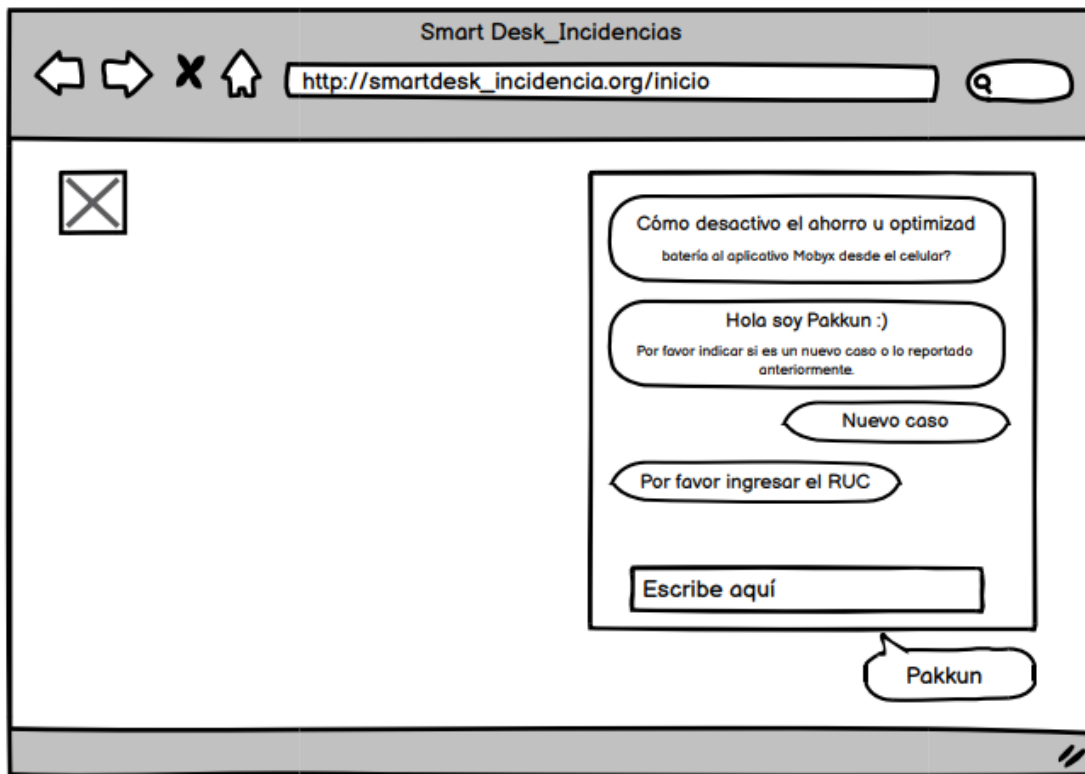 Smart Desk_Incidencias
http://smartdesk_incidencia.org/inicio
Cómo desactivo el ahorro u optimizad
batería al aplicativo Mobyx desde el celular?
Hola soy Pakkun :)
Por favor indicar si es un nuevo caso o lo reportado
anteriormente.
Nuevo caso
Por favor ingresar el RUC
Escribe aquí
Pakkun